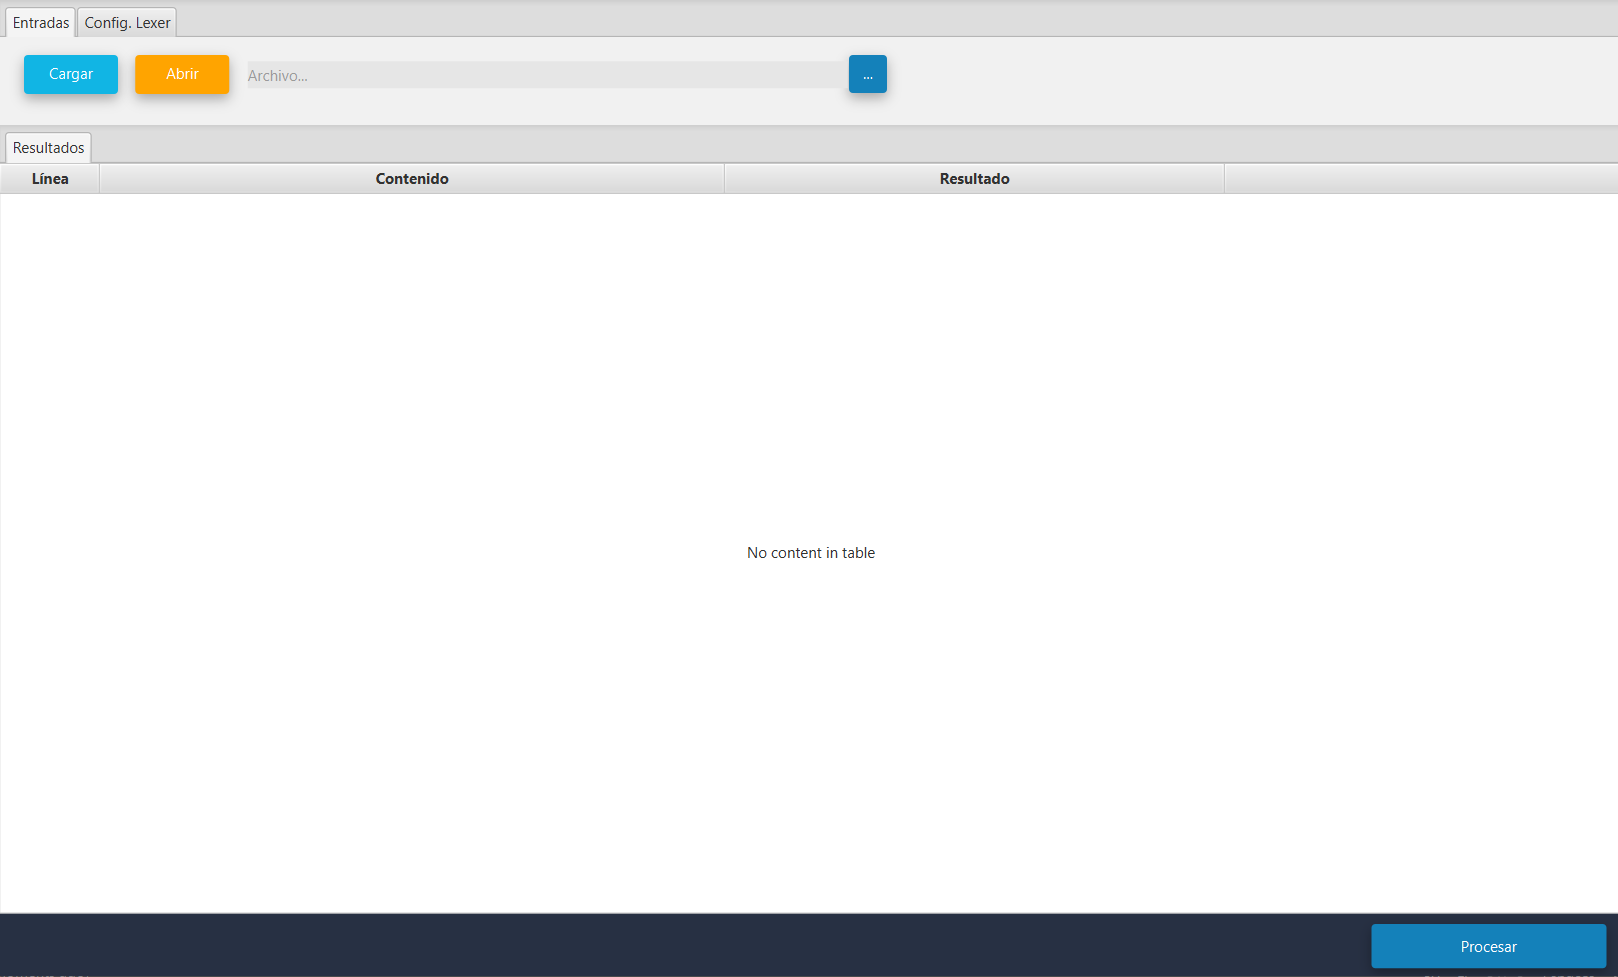 Entradas Config. Lexer
Cargar Abrir Archivo... ...
Resultados
Línea Contenido Resultado
No content in table
Procesar